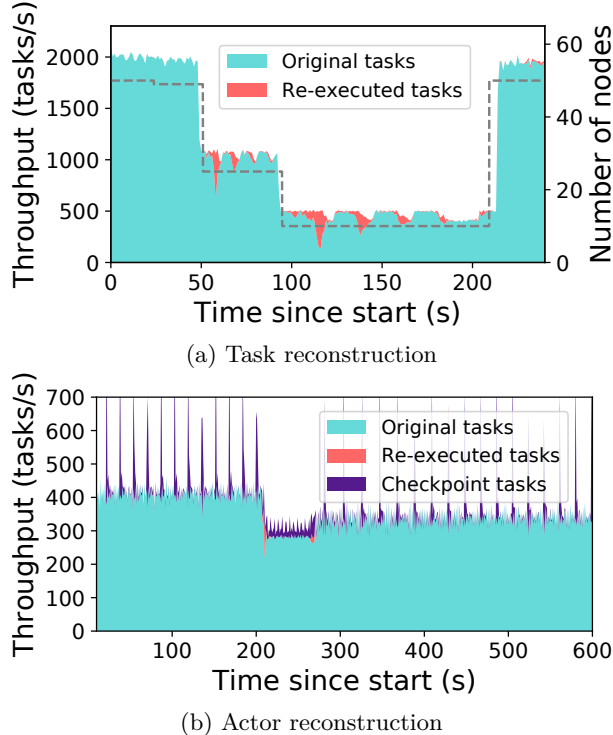 Throughput (tasks/s)
2000
1500
1000
500
0
Original tasks
Re-executed tasks
60
40
20
0
Number of nodes
0 50 100 150 200
Time since start (s)
(a) Task reconstruction
Throughput (tasks/s)
700
600
500
400
300
200
100
0
Original tasks
Re-executed tasks
Checkpoint tasks
100 200 300 400 500 600
Time since start (s)
(b) Actor reconstruction